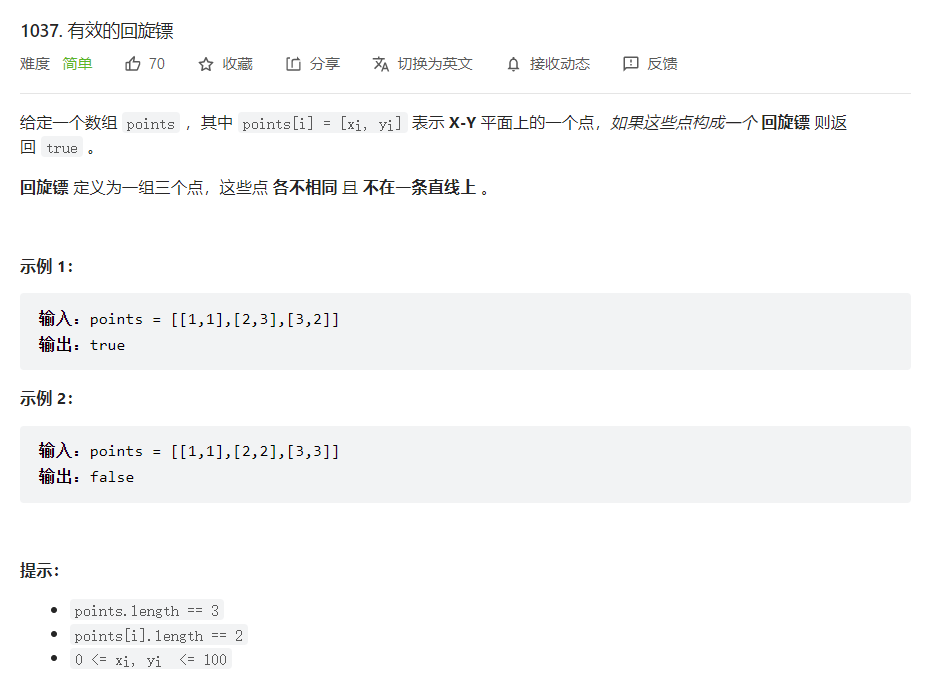 1037. 有效的回旋镖
难度 简单 70 收藏 分享 切换为英文 接收动态 反馈
给定一个数组 points ，其中 points[i] = [xi, yi] 表示 X-Y 平面上的一个点，如果这些点构成一个 回旋镖 则返
回 true 。
回旋镖 定义为一组三个点，这些点 各不相同 且 不在一条直线上 。
示例 1：
输入：points = [[1,1],[2,3],[3,2]]
输出：true
示例 2：
输入：points = [[1,1],[2,2],[3,3]]
输出：false
提示：
• points.length == 3
• points[i].length == 2
• 0 <= xi, yi <= 100